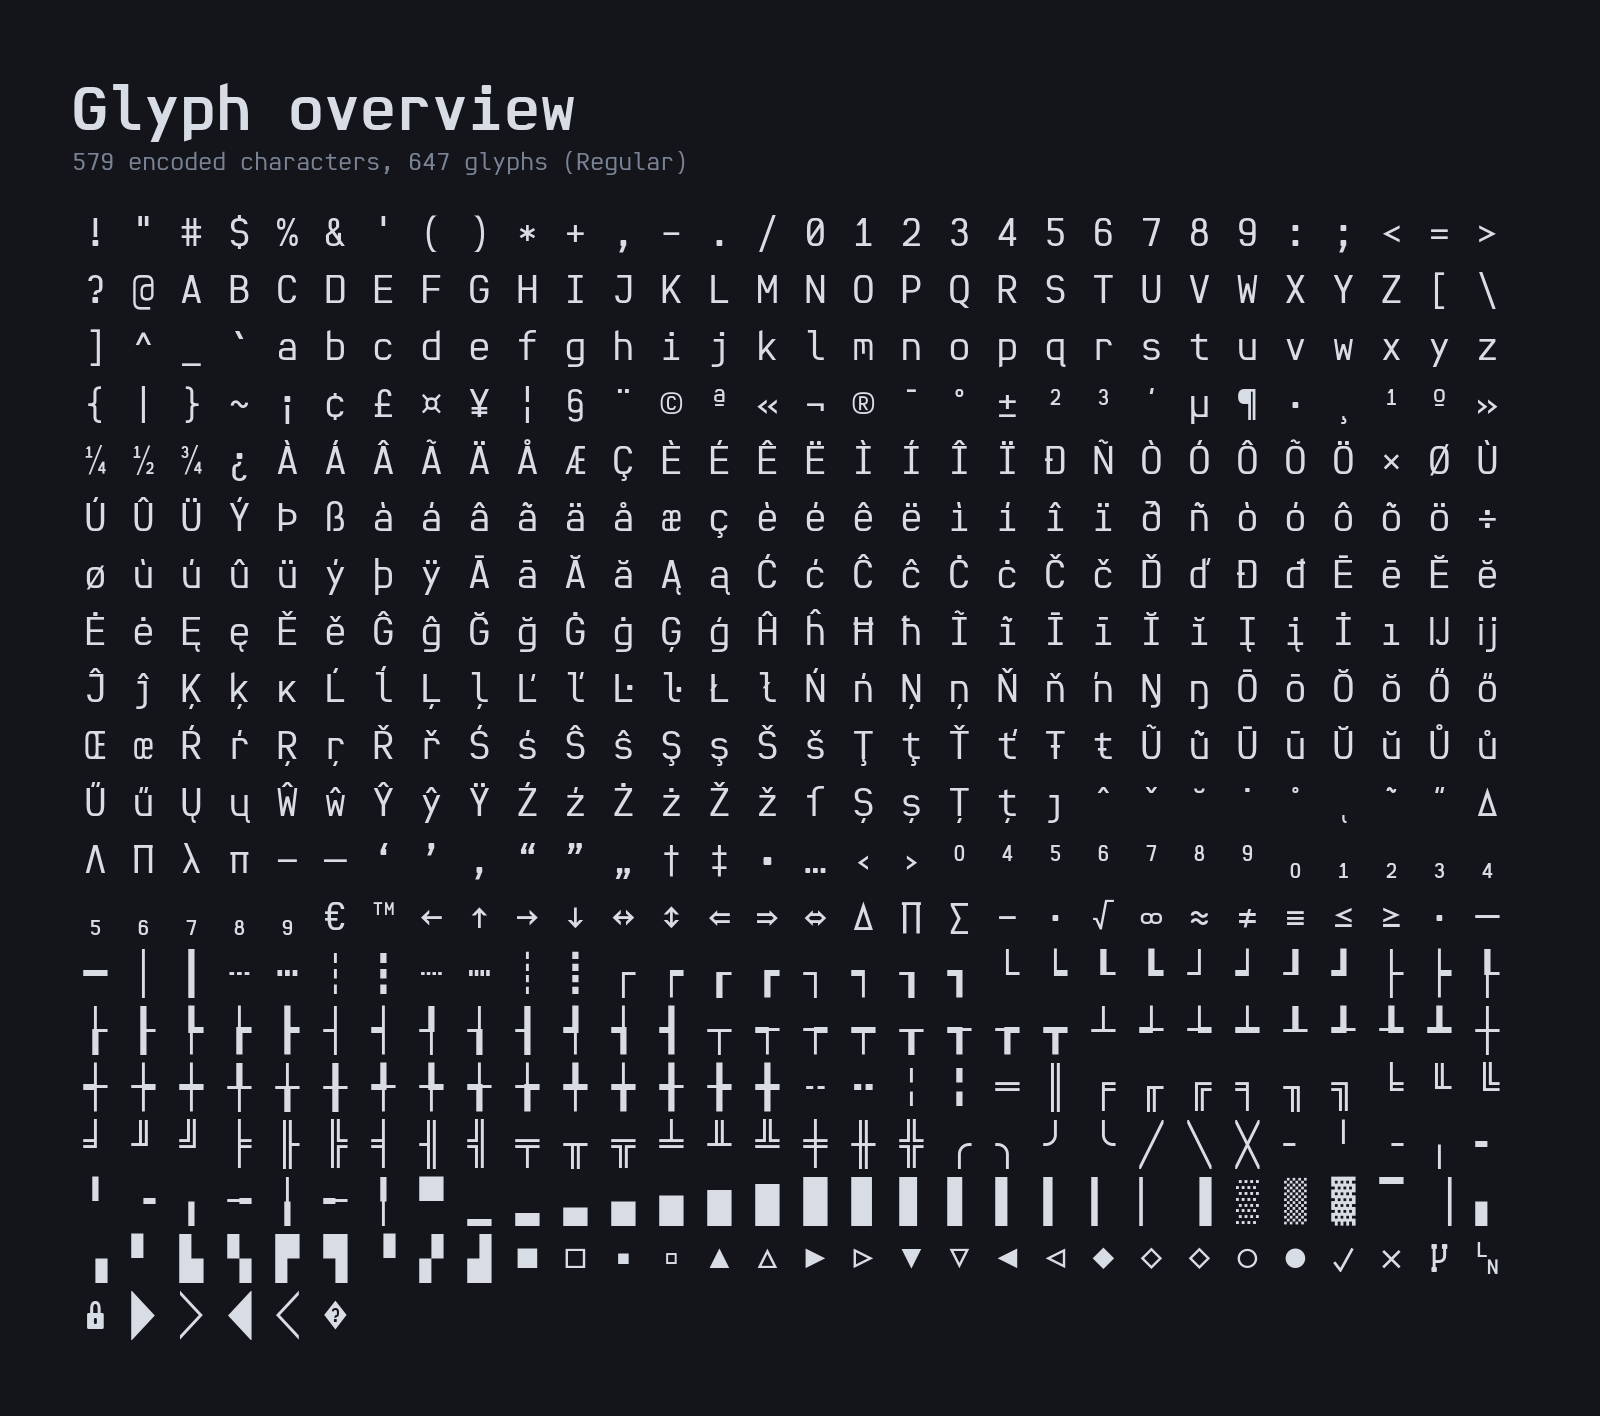 Glyph overview
579 encoded characters, 647 glyphs (Regular)
! " # $ % & ' ( ) * + , - . / 0 1 2 3 4 5 6 7 8 9 : ; < = >
? @ A B C D E F G H I J K L M N O P Q R S T U V W X Y Z [ \
] ^ _ ` a b c d e f g h i j k l m n o p q r s t u v w x y z
{ | } ~ ¡ ¢ £ ¤ ¥ ¦ § ¨ © ª « ¬ ® ¯ ° ± ² ³ ´ µ ¶ · ¸ ¹ º »
¼ ½ ¾ ¿ À Á Â Ã Ä Å Æ Ç È É Ê Ë Ì Í Î Ï Ð Ñ Ò Ó Ô Õ Ö × Ø Ù
Ú Û Ü Ý Þ ß à á â ã ä å æ ç è é ê ë ì í î ï ð ñ ò ó ô õ ö ÷
ø ù ú û ü ý þ ÿ Ā ā Ă ă Ą ą Ć ć Ĉ ĉ Ċ ċ Č č Ď ď Đ đ Ē ē Ĕ ĕ
Ė ė Ę ę Ě ě Ĝ ĝ Ğ ğ Ġ ġ Ģ ģ Ĥ ĥ Ħ ħ Ĩ ĩ Ī ī Ĭ ĭ Į į İ ı Ĳ ĳ
Ĵ ĵ Ķ ķ ĸ Ĺ ĺ Ļ ļ Ľ ľ Ŀ ŀ Ł ł Ń ń Ņ ņ Ň ň ŉ Ŋ ŋ Ō ō Ŏ ŏ Ő ő
Œ œ Ŕ ŕ Ŗ ŗ Ř ř Ś ś Ŝ ŝ Ş ş Š š Ţ ţ Ť ť Ŧ ŧ Ũ ũ Ū ū Ŭ ŭ Ů ů
Ű ű Ų ų Ŵ ŵ Ŷ ŷ Ÿ Ź ź Ż ż Ž ž ſ Ș ș Ț ț ȷ ˆ ˇ ˘ ˙ ˚ ˛ ˜ ˝ Δ
Λ Π λ π – — ‘ ’ ‚ “ ” „ † ‡ • … ‹ › ⁰ ⁴ ⁵ ⁶ ⁷ ⁸ ⁹ ₀ ₁ ₂ ₃ ₄
₅ ₆ ₇ ₈ ₉ € ™ ← ↑ → ↓ ↔ ↕ ⇐ ⇒ ⇔ ∆ ∏ ∑ − ∙ √ ∞ ≈ ≠ ≡ ≤ ≥ ⋅ ─
━ │ ┃ ┄ ┅ ┆ ┇ ┈ ┉ ┊ ┋ ┌ ┍ ┎ ┏ ┐ ┑ ┒ ┓ └ ┕ ┖ ┗ ┘ ┙ ┚ ┛ ├ ┝ ┞
┟ ┠ ┡ ┢ ┣ ┤ ┥ ┦ ┧ ┨ ┩ ┪ ┫ ┬ ┭ ┮ ┯ ┰ ┱ ┲ ┳ ┴ ┵ ┶ ┷ ┸ ┹ ┺ ┻ ┼
┽ ┾ ┿ ╀ ╁ ╂ ╃ ╄ ╅ ╆ ╇ ╈ ╉ ╊ ╋ ╌ ╍ ╎ ╏ ═ ║ ╒ ╓ ╔ ╕ ╖ ╗ ╘ ╙ ╚
╛ ╜ ╝ ╞ ╟ ╠ ╡ ╢ ╣ ╤ ╥ ╦ ╧ ╨ ╩ ╪ ╫ ╬ ╭ ╮ ╯ ╰ ╱ ╲ ╳ ╴ ╵ ╶ ╷ ╸
╹ ╺ ╻ ╼ ╽ ╾ ╿ ▀ ▁ ▂ ▃ ▄ ▅ ▆ ▇ █ ▉ ▊ ▋ ▌ ▍ ▎ ▏ ▐ ░ ▒ ▓ ▔ ▕ ▖
▗ ▘ ▙ ▚ ▛ ▜ ▝ ▞ ▟ ■ □ ▪ ▫ ▲ △ ▶ ▷ ▼ ▽ ◀ ◁ ◆ ◇ ◊ ○ ● ✓ ✕  
     �